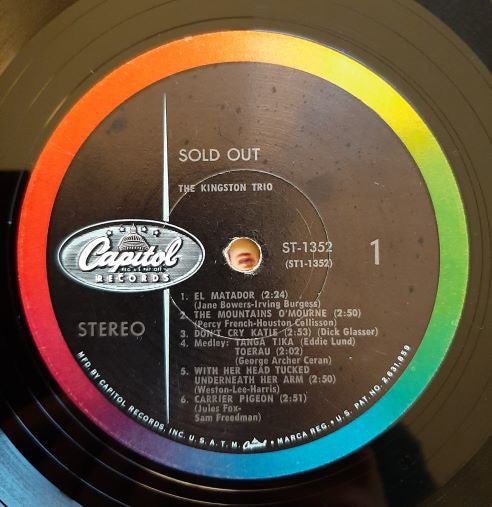 SOLD OUT
THE KINGSTON TRIO
Capitol
RECORDS
ST-1352
(ST1-1352)
1
STEREO
1. EL MATADOR (2:24)
(Jane Bowers-Irving Burgess)
2. THE MOUNTAINS O'MOURNE (2:50)
(Percy French-Houston Collisson)
3. DON'T CRY KATIE (2:53) (Dick Glasser)
4. Medley: TANGA TIKA (Eddie Lund)
TOERAU (2:02)
(George Archer Ceran)
5. WITH HER HEAD TUCKED
UNDERNEATH HER ARM (2:50)
(Weston-Lee-Harris)
6. CARRIER PIGEON (2:51)
(Jules Fox-
Sam Freedman)
MFG. BY CAPITOL RECORDS, INC. U.S.A. T.M. Capitol • MARCA REG. • U.S. PAT. NO. 2,631,859